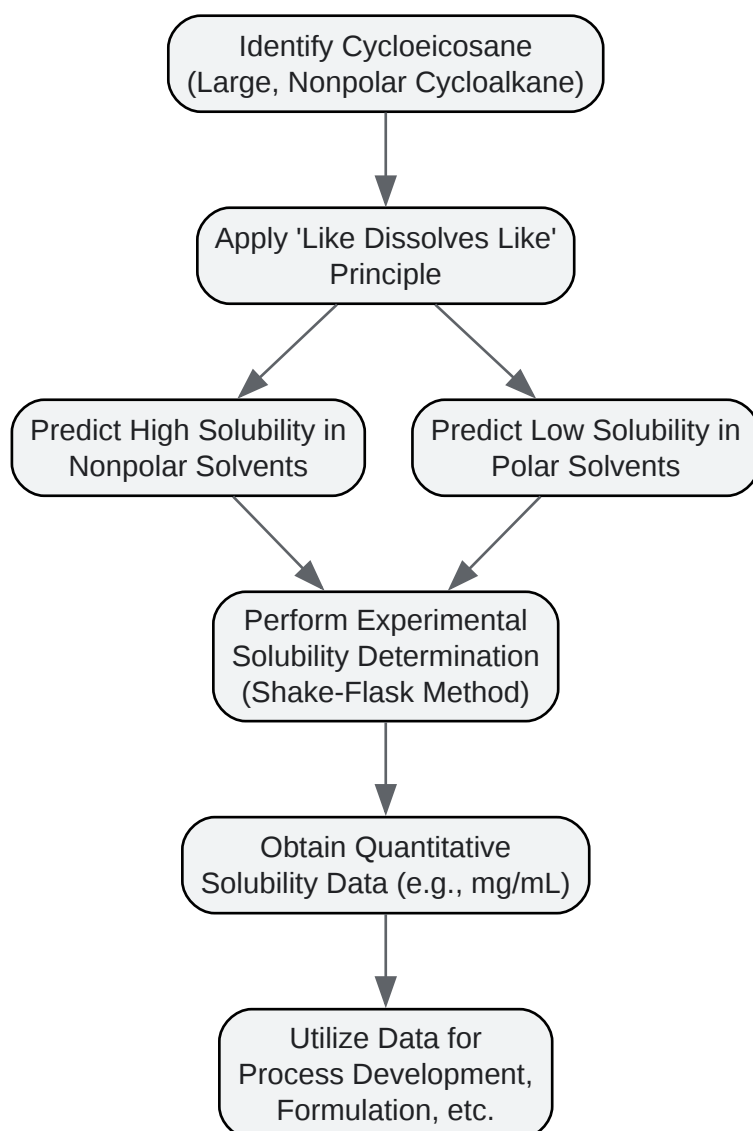 Identify Cycloeicosane
(Large, Nonpolar Cycloalkane)
Apply 'Like Dissolves Like'
Principle
Predict High Solubility in
Nonpolar Solvents
Predict Low Solubility in
Polar Solvents
Perform Experimental
Solubility Determination
(Shake-Flask Method)
Obtain Quantitative
Solubility Data (e.g., mg/mL)
Utilize Data for
Process Development,
Formulation, etc.